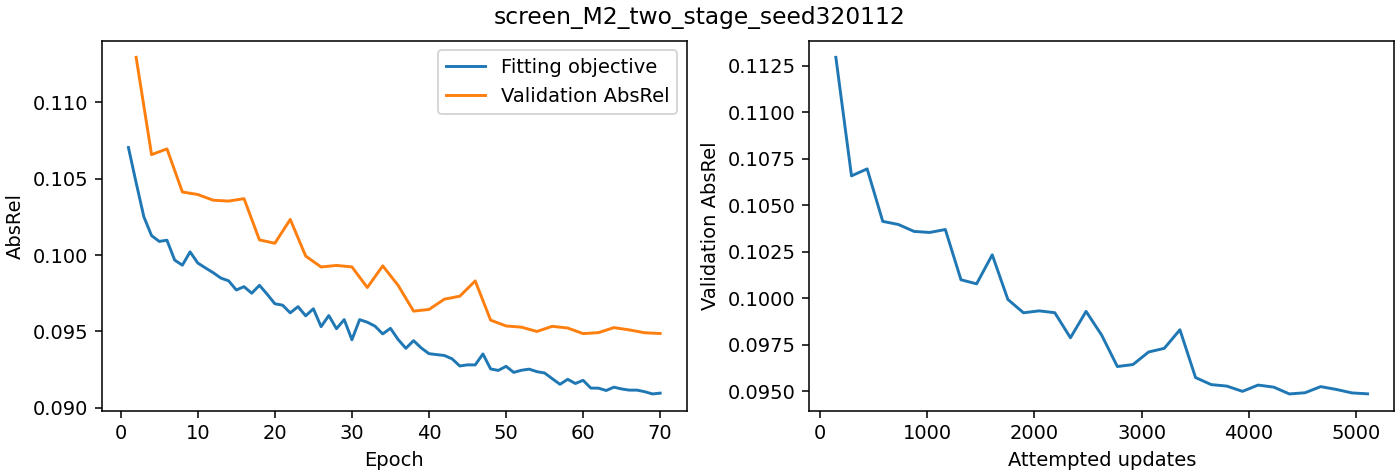 screen_M2_two_stage_seed320112
AbsRel
0.110
0.105
0.100
0.095
0.090
Fitting objective
Validation AbsRel
0 10 20 30 40 50 60 70
Epoch
Validation AbsRel
0.1125
0.1100
0.1075
0.1050
0.1025
0.1000
0.0975
0.0950
0 1000 2000 3000 4000 5000
Attempted updates